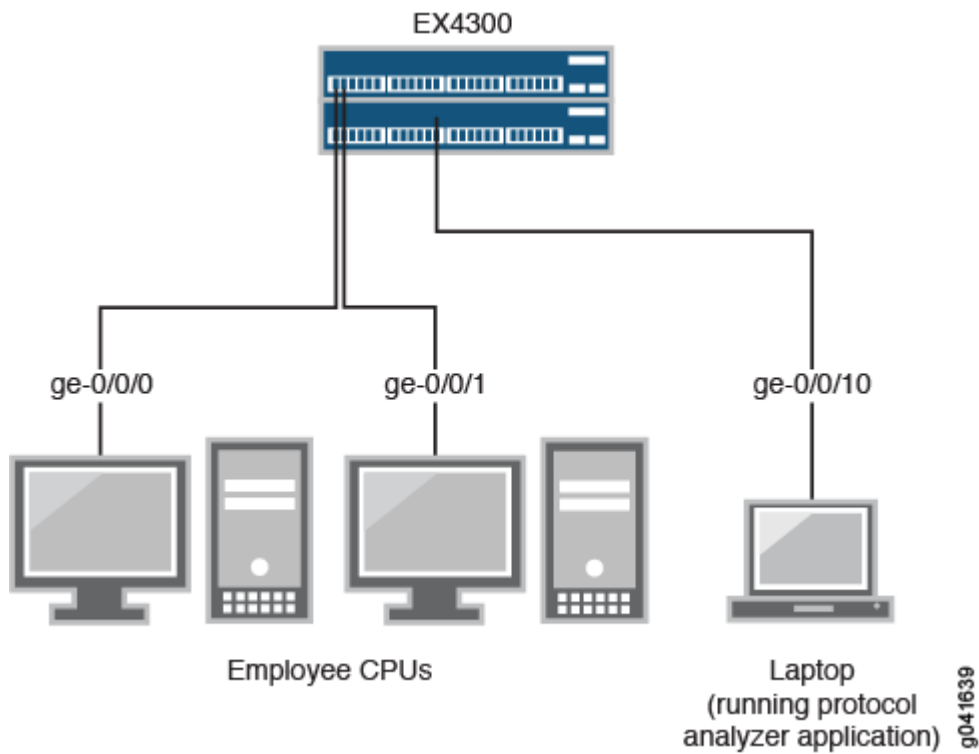 EX4300
ge-0/0/0
ge-0/0/1
ge-0/0/10
Employee CPUs
Laptop
(running protocol
analyzer application)
g041639